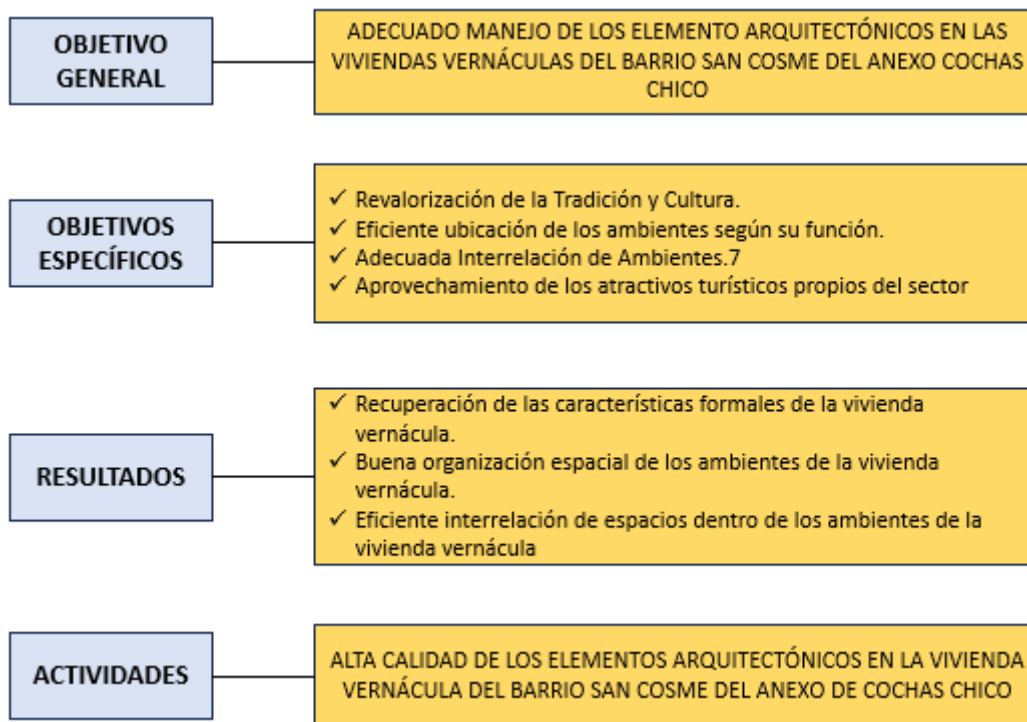 OBJETIVO
GENERAL
ADECUADO MANEJO DE LOS ELEMENTO ARQUITECTÓNICOS EN LAS
VIVIENDAS VERNÁCULAS DEL BARRIO SAN COSME DEL ANEXO COCHAS
CHICO
OBJETIVOS
ESPECÍFICOS
✓ Revalorización de la Tradición y Cultura.
✓ Eficiente ubicación de los ambientes según su función.
✓ Adecuada Interrelación de Ambientes.7
✓ Aprovechamiento de los atractivos turísticos propios del sector
RESULTADOS
✓ Recuperación de las características formales de la vivienda
vernácula.
✓ Buena organización espacial de los ambientes de la vivienda
vernácula.
✓ Eficiente interrelación de espacios dentro de los ambientes de la
vivienda vernácula
ACTIVIDADES
ALTA CALIDAD DE LOS ELEMENTOS ARQUITECTÓNICOS EN LA VIVIENDA
VERNÁCULA DEL BARRIO SAN COSME DEL ANEXO DE COCHAS CHICO